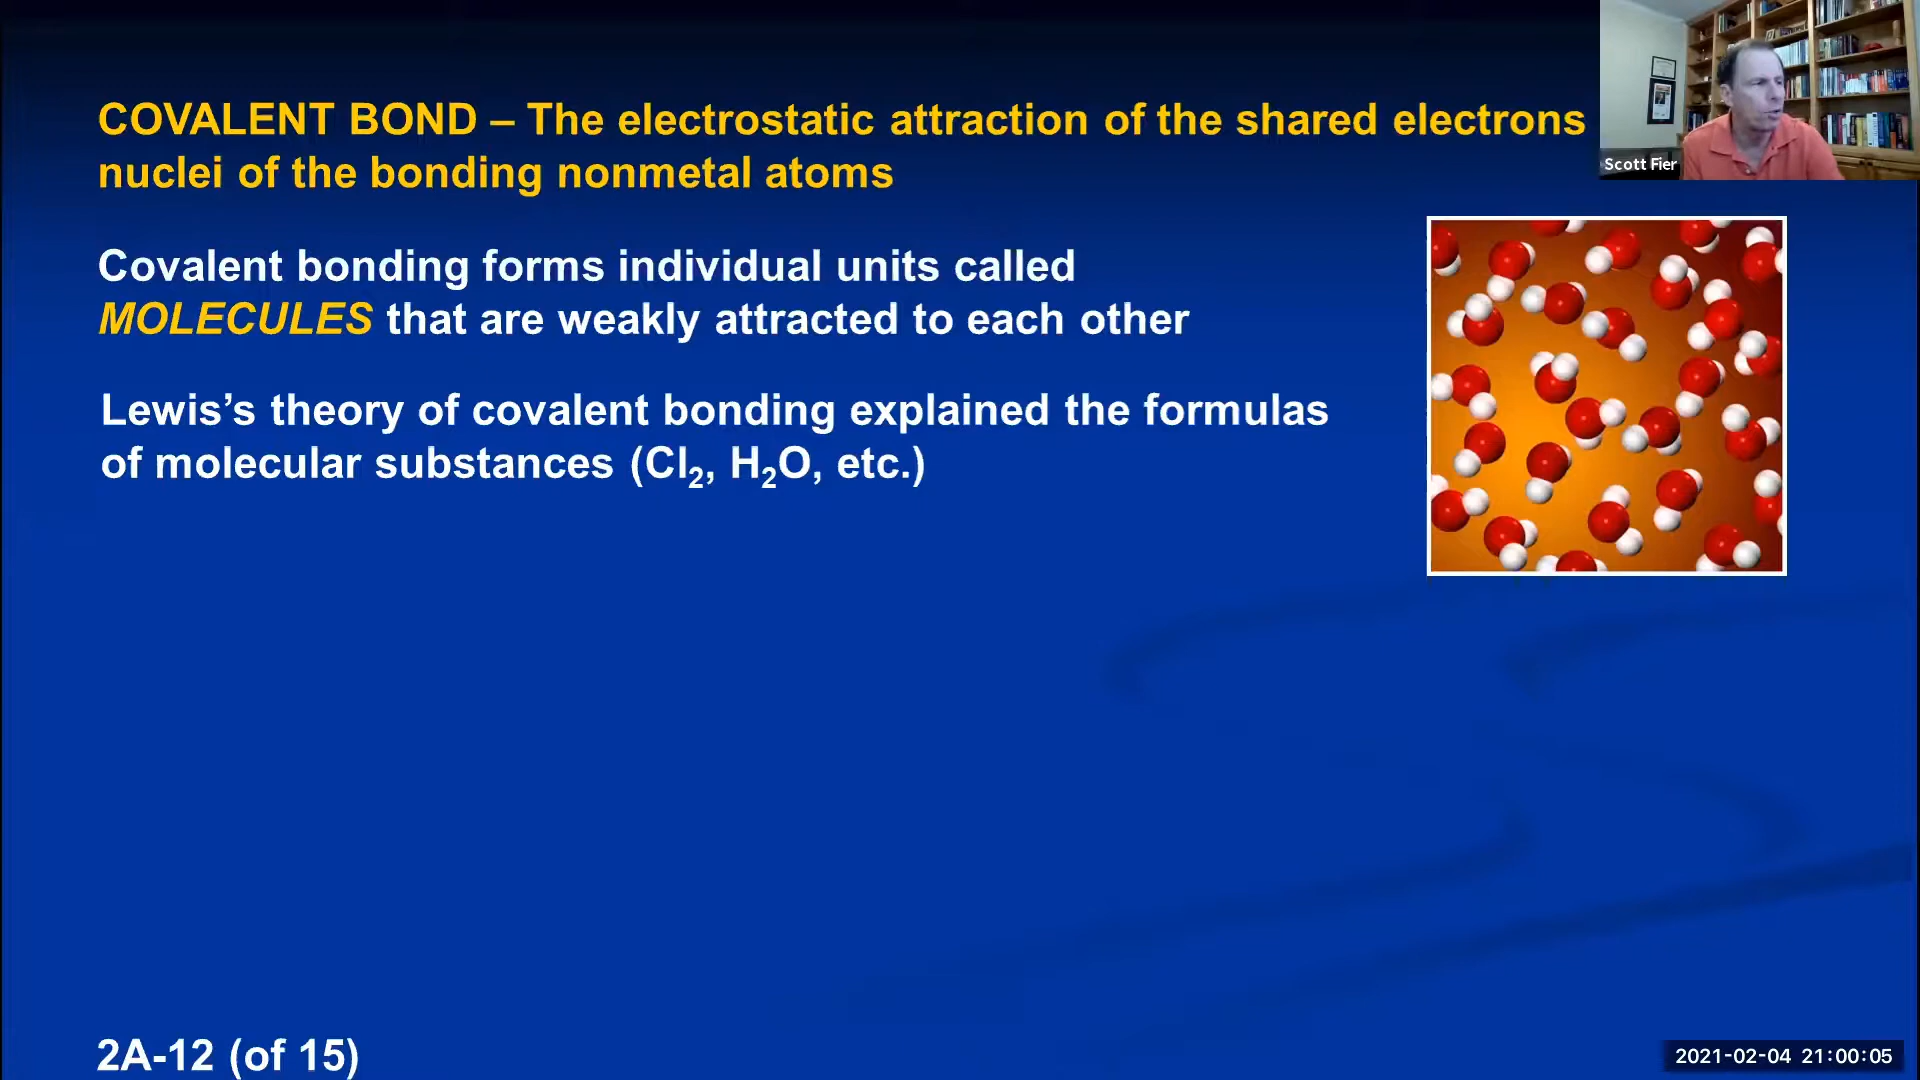 COVALENT BOND – The electrostatic attraction of the shared electrons
nuclei of the bonding nonmetal atoms
Scott Fier
Covalent bonding forms individual units called
MOLECULES that are weakly attracted to each other
Lewis’s theory of covalent bonding explained the formulas
of molecular substances (Cl₂, H₂O, etc.)
2A-12 (of 15)
2021-02-04 21:00:05